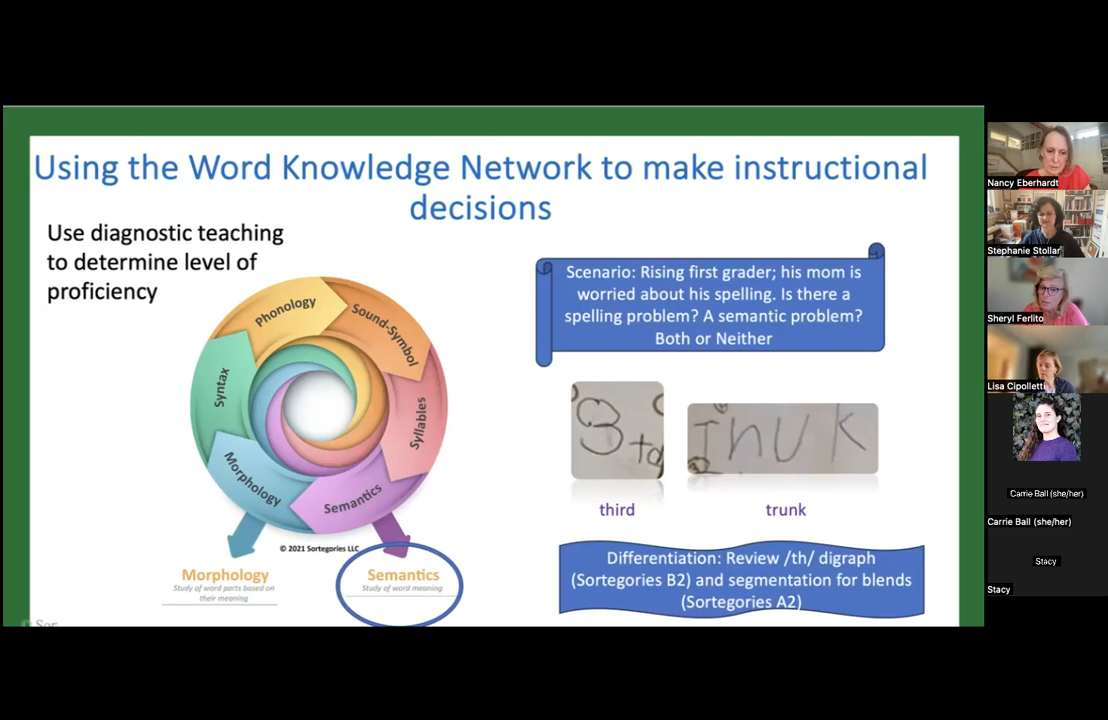 Using the Word Knowledge Network to make instructional
decisions
Use diagnostic teaching
to determine level of
proficiency
Phonology
Sound-Symbol
Syllables
Semantics
Morphology
Syntax
© 2021 Sortegories LLC
Morphology
Study of word parts based on
their meaning
Semantics
Study of word meaning
Scenario: Rising first grader; his mom is
worried about his spelling. Is there a
spelling problem? A semantic problem?
Both or Neither
3td
Inuk
third
trunk
Differentiation: Review /th/ digraph
(Sortegories B2) and segmentation for blends
(Sortegories A2)
Nancy Eberhardt
Stephanie Stollar
Sheryl Ferlito
Lisa Cipolletti
Carrie Ball (she/her)
Carrie Ball (she/her)
Stacy
Stacy